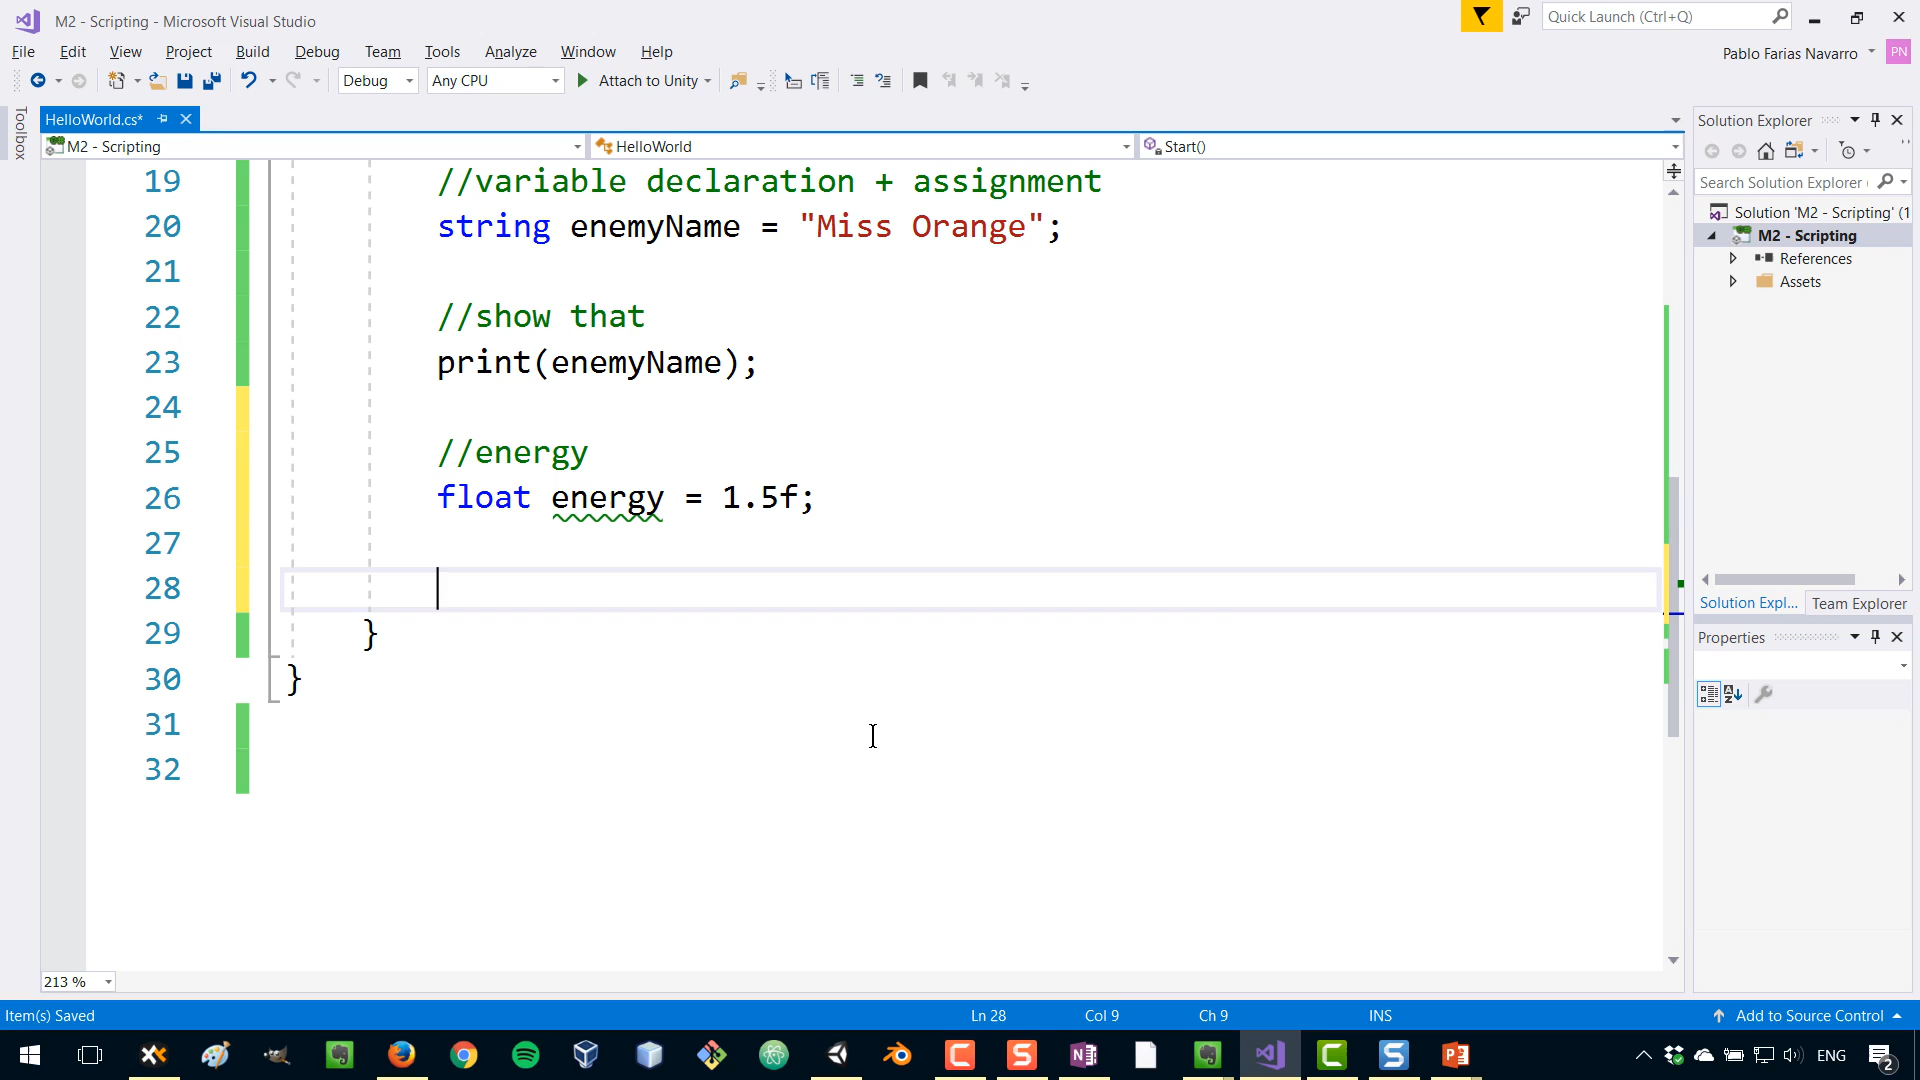 M2 - Scripting - Microsoft Visual Studio
Quick Launch (Ctrl+Q)
File Edit View Project Build Debug Team Tools Analyze Window Help
Pablo Farias Navarro PN
Debug Any CPU Attach to Unity
Toolbox
HelloWorld.cs*
M2 - Scripting HelloWorld Start()
19 //variable declaration + assignment
20 string enemyName = "Miss Orange";
21
22 //show that
23 print(enemyName);
24
25 //energy
26 float energy = 1.5f;
27
28
29 }
30 }
31
32
213 %
Solution Explorer
Search Solution Explorer (
Solution 'M2 - Scripting' (1
M2 - Scripting
References
Assets
Solution Expl... Team Explorer
Properties
Item(s) Saved Ln 28 Col 9 Ch 9 INS Add to Source Control
ENG 2